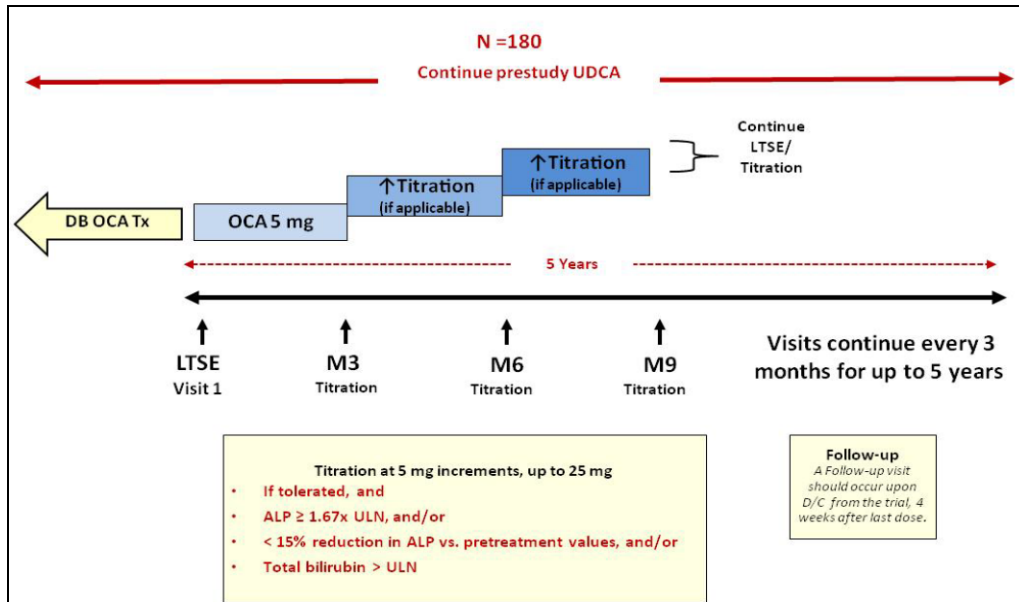 N =180
Continue prestudy UDCA
Continue
LTSE/
Titration
↑Titration
(if applicable)
↑Titration
(if applicable)
OCA 5 mg
DB OCA Tx
5 Years
LTSE
Visit 1
M3
Titration
M6
Titration
M9
Titration
Visits continue every 3
months for up to 5 years
Titration at 5 mg increments, up to 25 mg
• If tolerated, and
• ALP ≥ 1.67x ULN, and/or
• < 15% reduction in ALP vs. pretreatment values, and/or
• Total bilirubin > ULN
Follow-up
A Follow-up visit
should occur upon
D/C from the trial, 4
weeks after last dose.